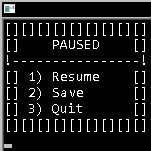 [][][][][][][][][]
[]    PAUSED    []
!----------------!
[] 1) Resume    []
[] 2) Save      []
[] 3) Quit      []
[][][][][][][][][]